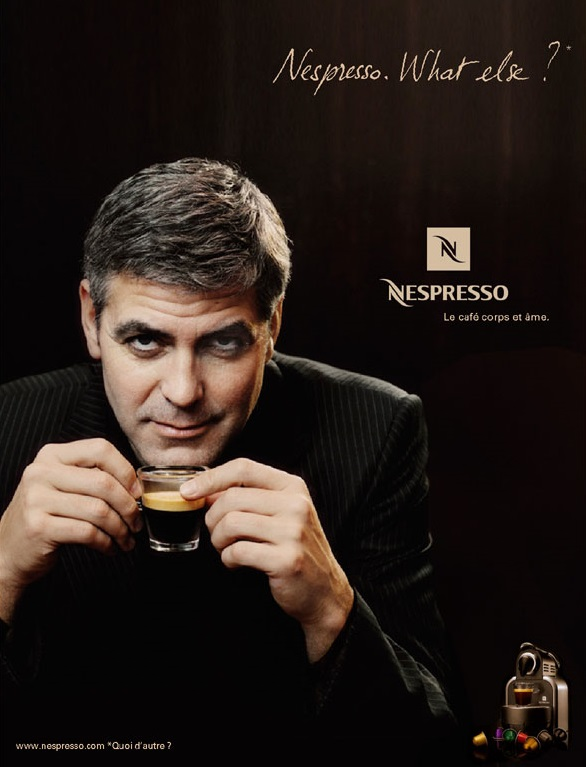 Nespresso. What else ?*
N
NESPRESSO
Le café corps et âme.
www.nespresso.com *Quoi d'autre ?